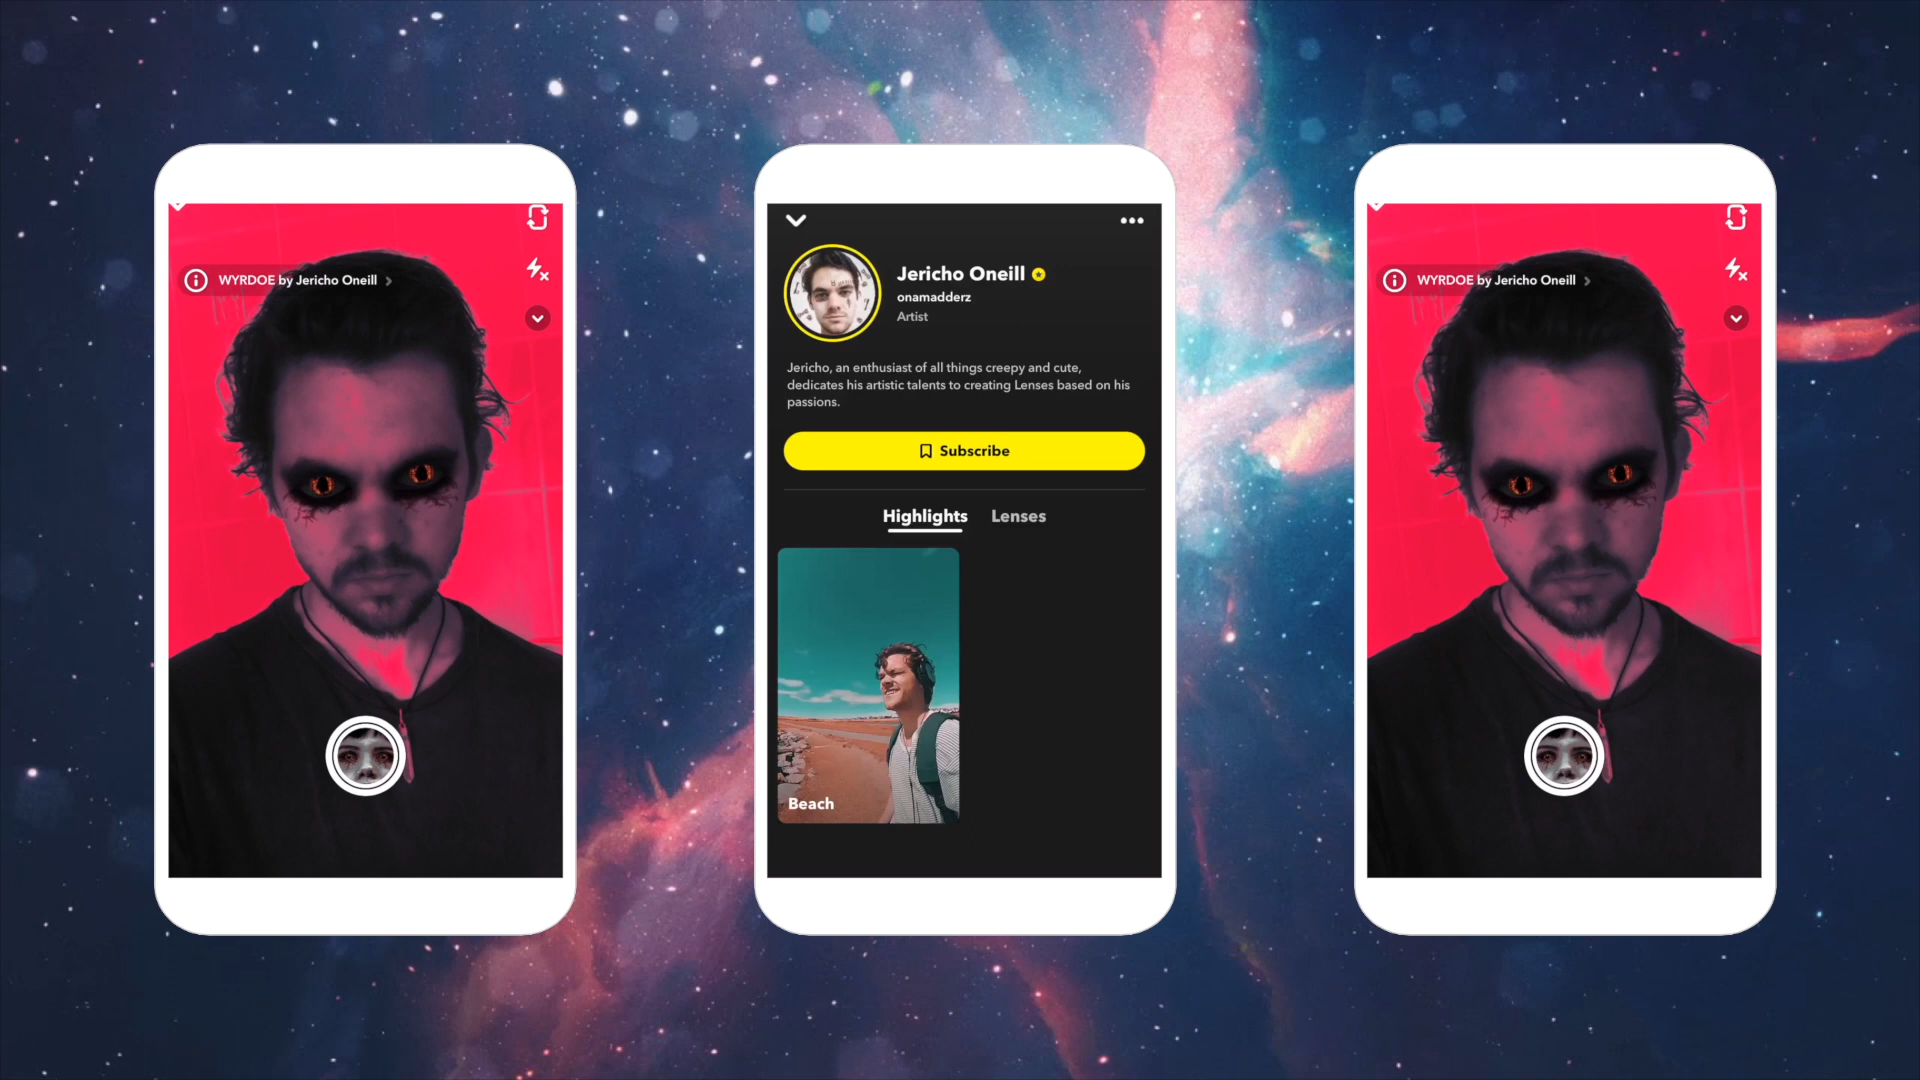 WYRDOE by Jericho Oneill
Jericho Oneill
onamadderz
Artist
Jericho, an enthusiast of all things creepy and cute,
dedicates his artistic talents to creating Lenses based on his
passions.
Subscribe
Highlights Lenses
Beach
WYRDOE by Jericho Oneill